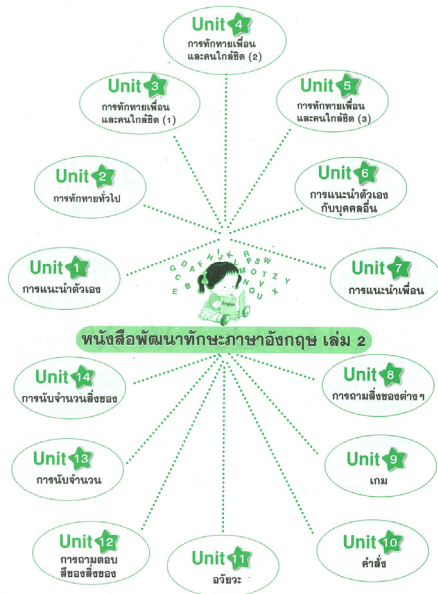 Unit 4
การทักทายเพื่อน
และคนใกล้ชิด (2)
Unit 3
การทักทายเพื่อน
และคนใกล้ชิด (1)
Unit 5
การทักทายเพื่อน
และคนใกล้ชิด (3)
Unit 2
การทักทายทั่วไป
Unit 6
การแนะนำตัวเอง
กับบุคคลอื่น
Unit 1
การแนะนำตัวเอง
Unit 7
การแนะนำเพื่อน
หนังสือพัฒนาทักษะภาษาอังกฤษ เล่ม 2
Unit 14
การนับจำนวนสิ่งของ
Unit 8
การถามสิ่งของต่างๆ
Unit 13
การนับจำนวน
Unit 9
เกม
Unit 12
การถามตอบ
สีของสิ่งของ
Unit 11
อวัยวะ
Unit 10
คำสั่ง